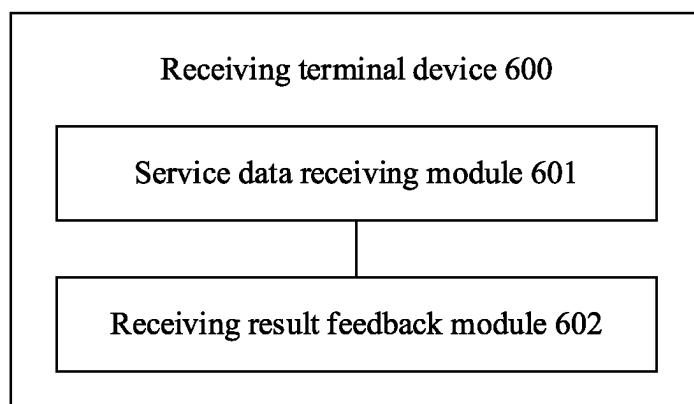 Receiving terminal device 600
Service data receiving module 601
Receiving result feedback module 602